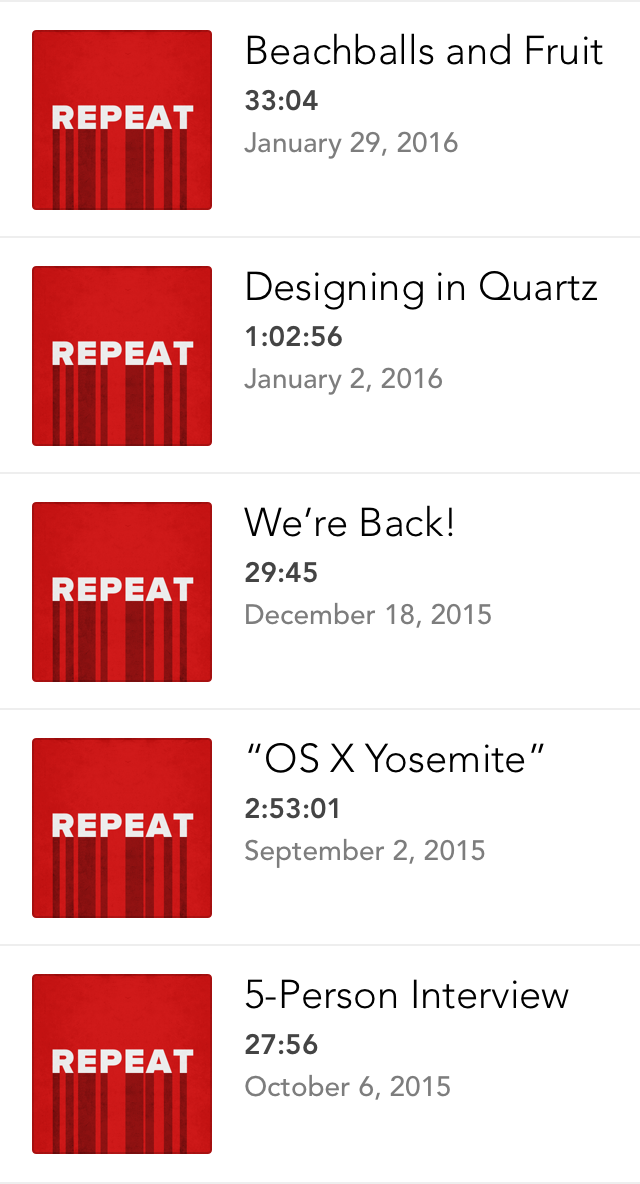 REPEAT
Beachballs and Fruit
33:04
January 29, 2016
REPEAT
Designing in Quartz
1:02:56
January 2, 2016
REPEAT
We’re Back!
29:45
December 18, 2015
REPEAT
“OS X Yosemite”
2:53:01
September 2, 2015
REPEAT
5-Person Interview
27:56
October 6, 2015